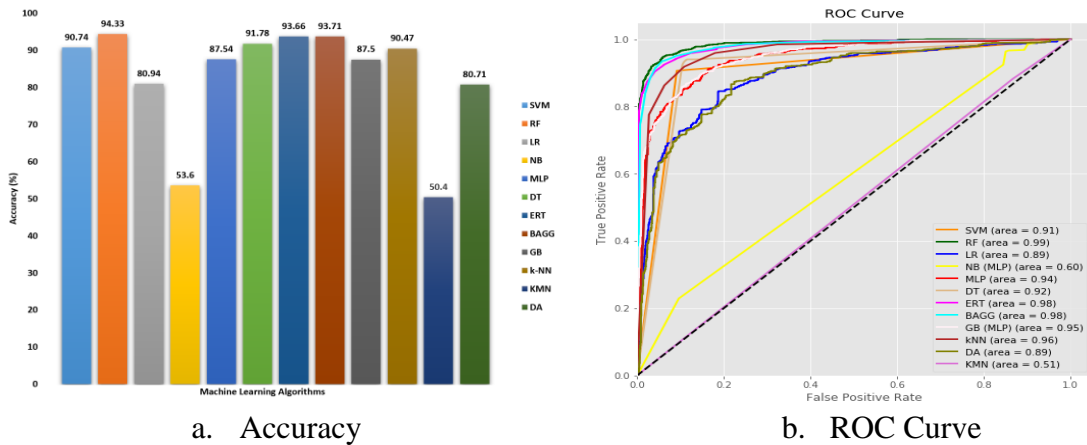 100
90
80
70
60
50
40
30
20
10
0
Accuracy (%)
90.74
94.33
80.94
53.6
87.54
91.78
93.66
93.71
87.5
90.47
50.4
80.71
Machine Learning Algorithms
SVM
RF
LR
NB
MLP
DT
ERT
BAGG
GB
k-NN
KMN
DA
a. Accuracy
ROC Curve
1.0
0.8
0.6
0.4
0.2
0.0
True Positive Rate
SVM (area = 0.91)
RF (area = 0.99)
LR (area = 0.89)
NB (MLP) (area = 0.60)
MLP (area = 0.94)
DT (area = 0.92)
ERT (area = 0.98)
BAGG (area = 0.98)
GB (MLP) (area = 0.95)
kNN (area = 0.96)
DA (area = 0.89)
KMN (area = 0.51)
0.0 0.2 0.4 0.6 0.8 1.0
False Positive Rate
b. ROC Curve